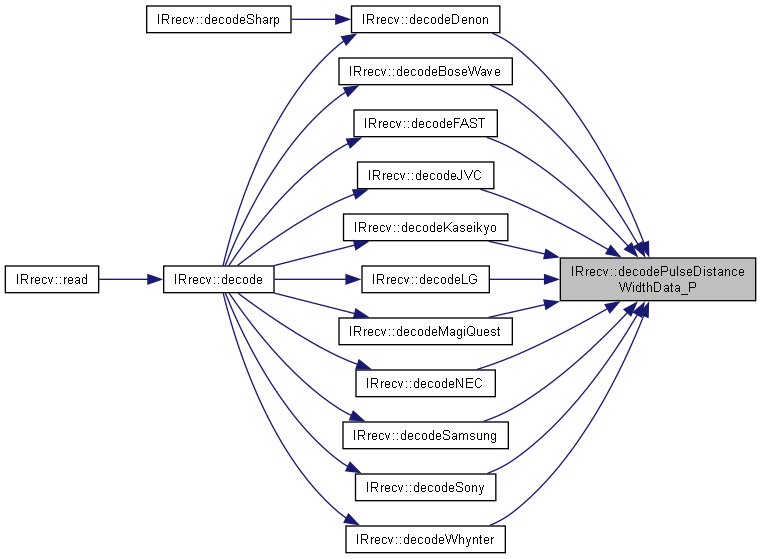 IRrecv::decodeSharp
IRrecv::decodeDenon
IRrecv::decodeBoseWave
IRrecv::decodeFAST
IRrecv::decodeJVC
IRrecv::decodeKaseikyo
IRrecv::read
IRrecv::decode
IRrecv::decodeLG
IRrecv::decodePulseDistance
WidthData_P
IRrecv::decodeMagiQuest
IRrecv::decodeNEC
IRrecv::decodeSamsung
IRrecv::decodeSony
IRrecv::decodeWhynter